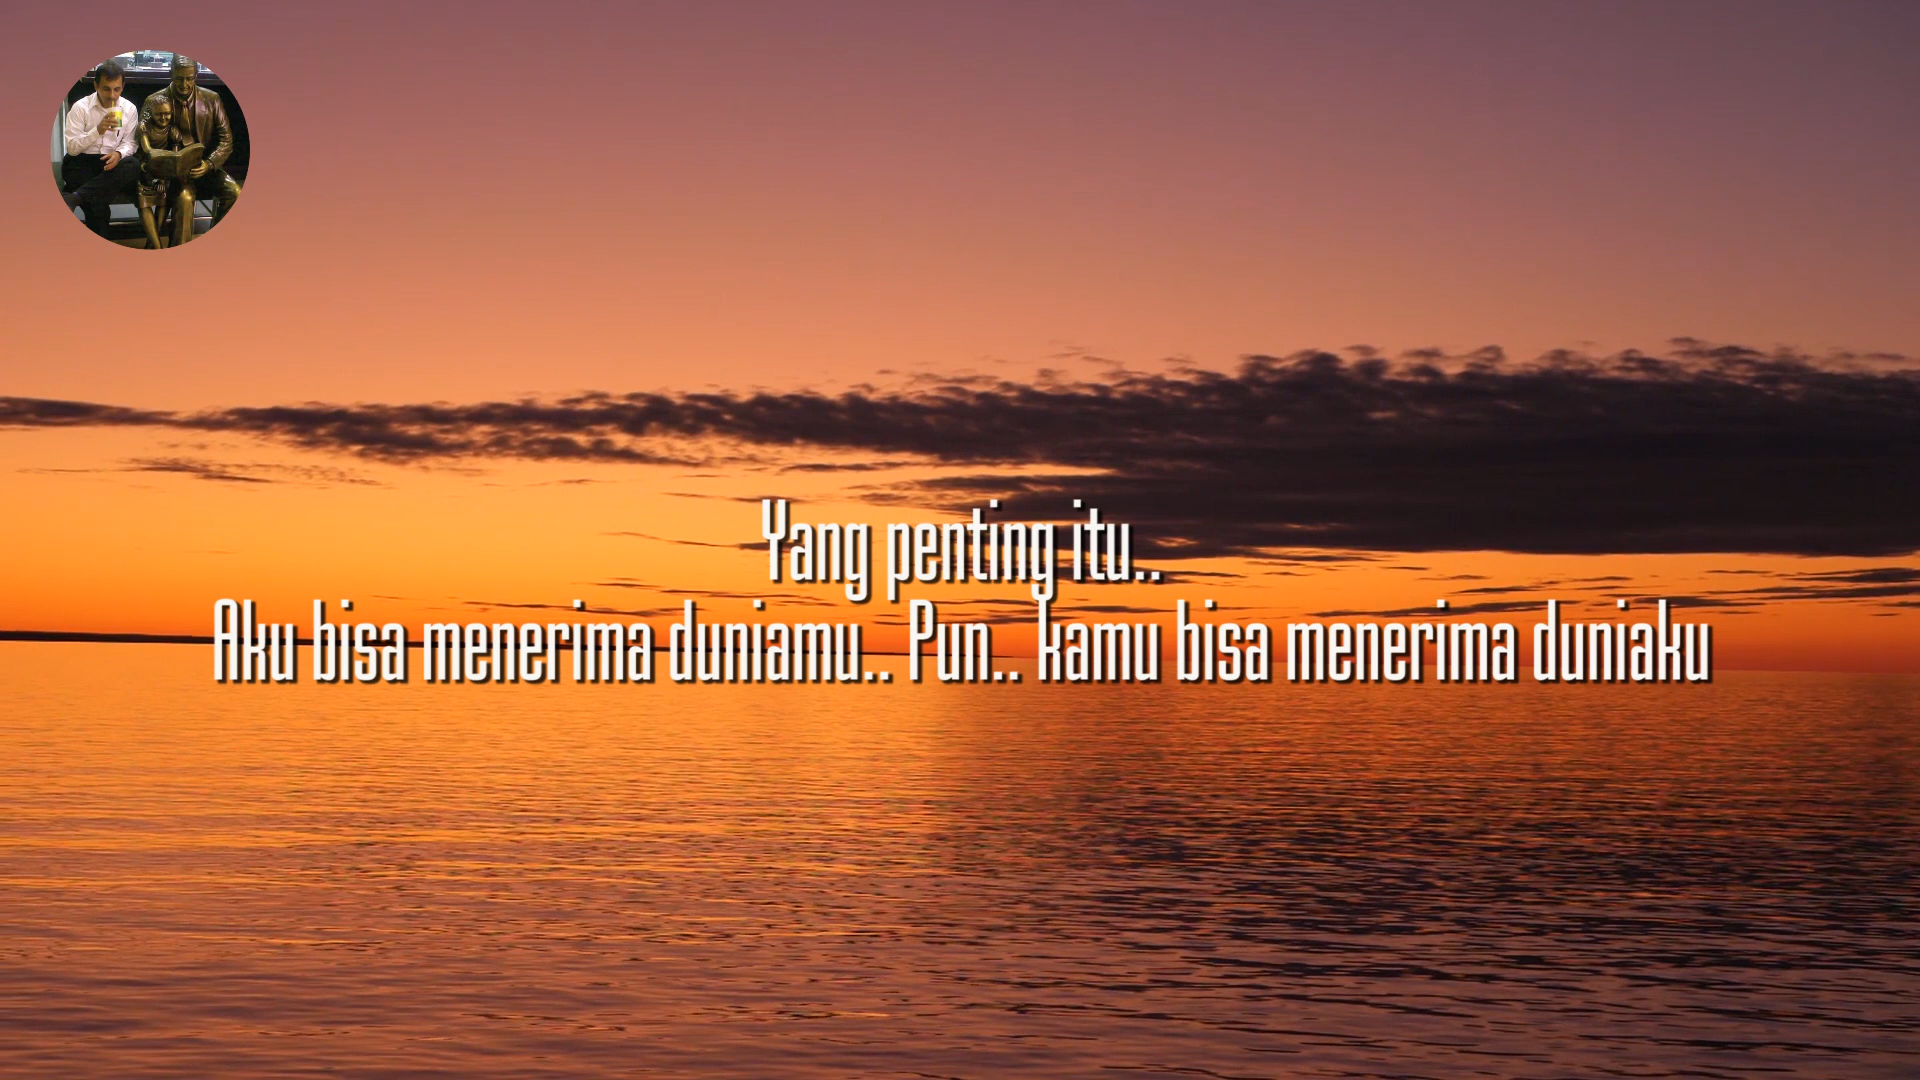 Yang penting itu..
Aku bisa menerima duniamu.. Pun.. kamu bisa menerima duniaku